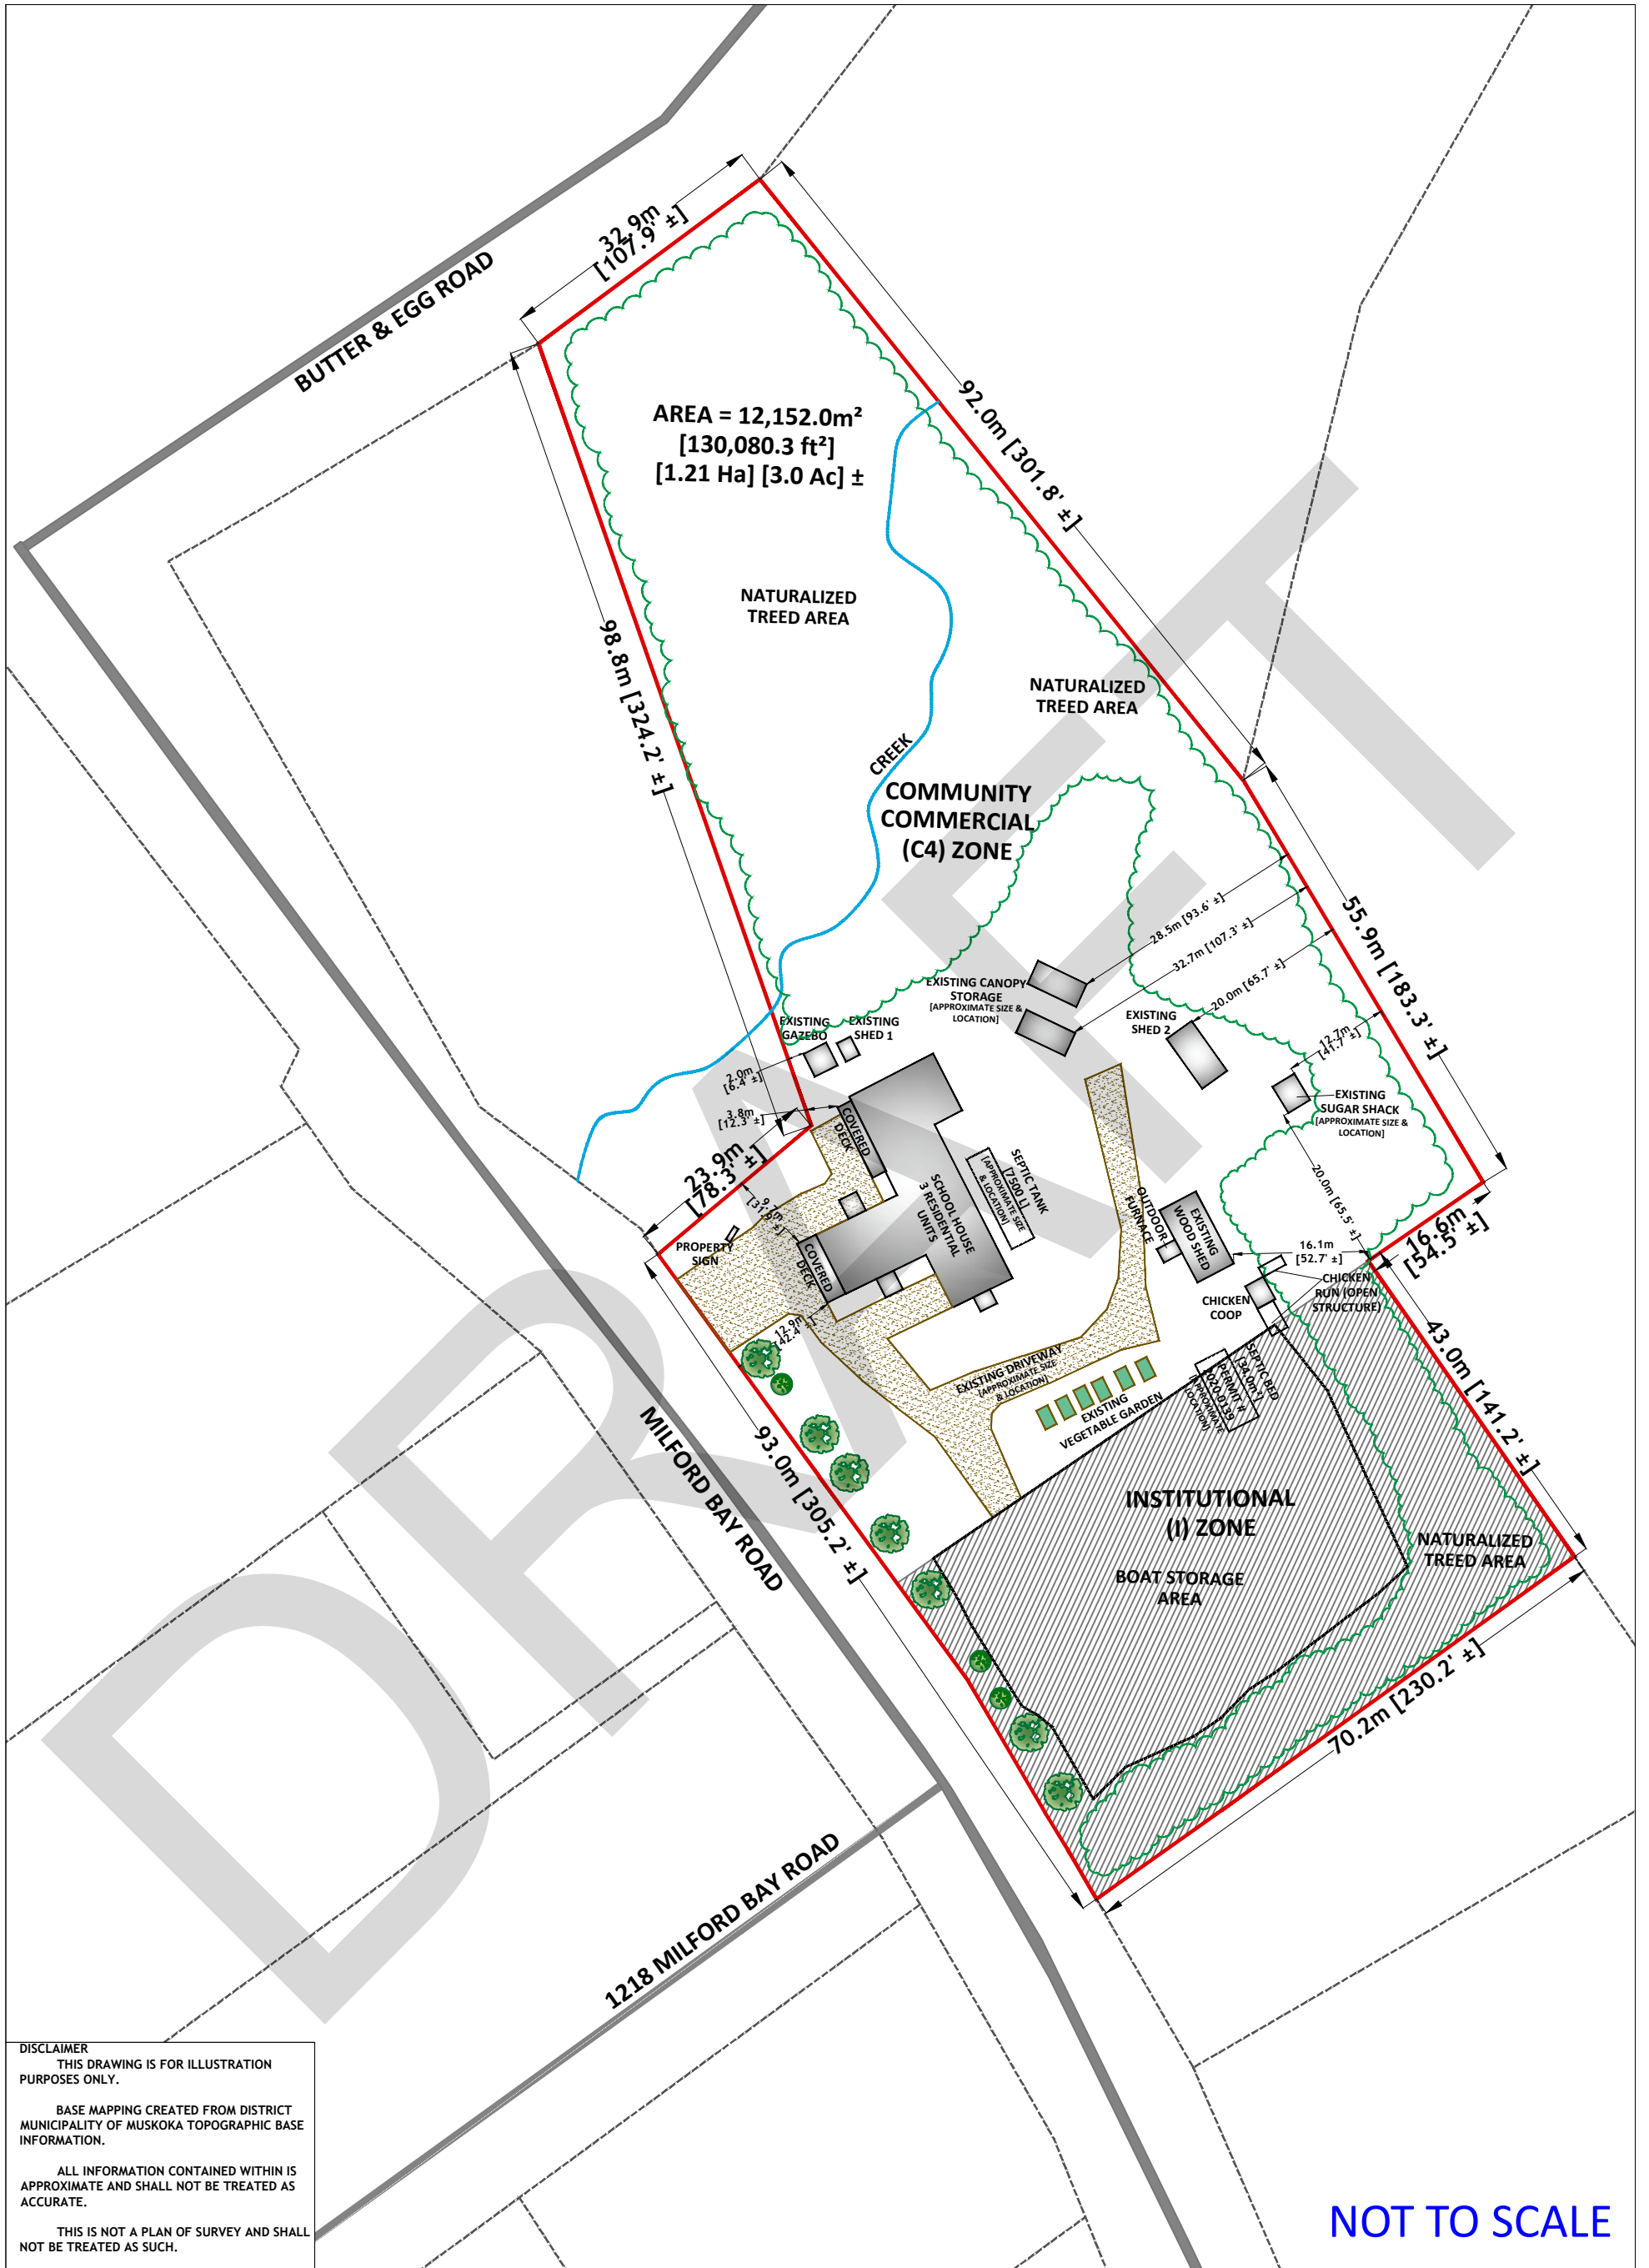 32.9m
[107.9' ±]
BUTTER & EGG ROAD
92.0m [301.8' ±]
AREA = 12,152.0m²
[130,080.3 ft²]
[1.21 Ha] [3.0 Ac] ±
NATURALIZED
TREED AREA
98.8m [324.2' ±]
NATURALIZED
TREED AREA
CREEK
COMMUNITY
COMMERCIAL
(C4) ZONE
28.5m [93.6' ±]
32.7m [107.3' ±]
20.0m [65.7' ±]
55.9m [183.3' ±]
EXISTING CANOPY
STORAGE
[APPROXIMATE SIZE &
LOCATION]
EXISTING
SHED 2
EXISTING
GAZEBO
EXISTING
SHED 1
12.7m
[41.7' ±]
2.0m
[6.4' ±]
3.8m
[12.3' ±]
EXISTING
SUGAR SHACK
[APPROXIMATE SIZE &
LOCATION]
COVERED
DECK
23.9m
[78.3' ±]
SEPTIC TANK
[7500 L]
[APPROXIMATE SIZE
& LOCATION]
SCHOOL HOUSE
3 RESIDENTIAL
UNITS
20.0m [65.5' ±]
OUTDOOR
FURNACE
EXISTING
WOOD SHED
16.6m
[54.5' ±]
PROPERTY
SIGN
COVERED
DECK
16.1m
[52.7' ±]
CHICKEN
RUN (OPEN
STRUCTURE)
CHICKEN
COOP
12.9m
[42.4' ±]
43.0m [141.2' ±]
EXISTING DRIVEWAY
[APPROXIMATE SIZE
& LOCATION]
SEPTIC BED
PERMIT #
2020-0139
[APPROXIMATE
LOCATION]
EXISTING
VEGETABLE GARDEN
93.0m [305.2' ±]
MILFORD BAY ROAD
INSTITUTIONAL
(I) ZONE
NATURALIZED
TREED AREA
BOAT STORAGE
AREA
70.2m [230.2' ±]
1218 MILFORD BAY ROAD
DRAFT
DISCLAIMER
THIS DRAWING IS FOR ILLUSTRATION
PURPOSES ONLY.
BASE MAPPING CREATED FROM DISTRICT
MUNICIPALITY OF MUSKOKA TOPOGRAPHIC BASE
INFORMATION.
ALL INFORMATION CONTAINED WITHIN IS
APPROXIMATE AND SHALL NOT BE TREATED AS
ACCURATE.
THIS IS NOT A PLAN OF SURVEY AND SHALL
NOT BE TREATED AS SUCH.
NOT TO SCALE